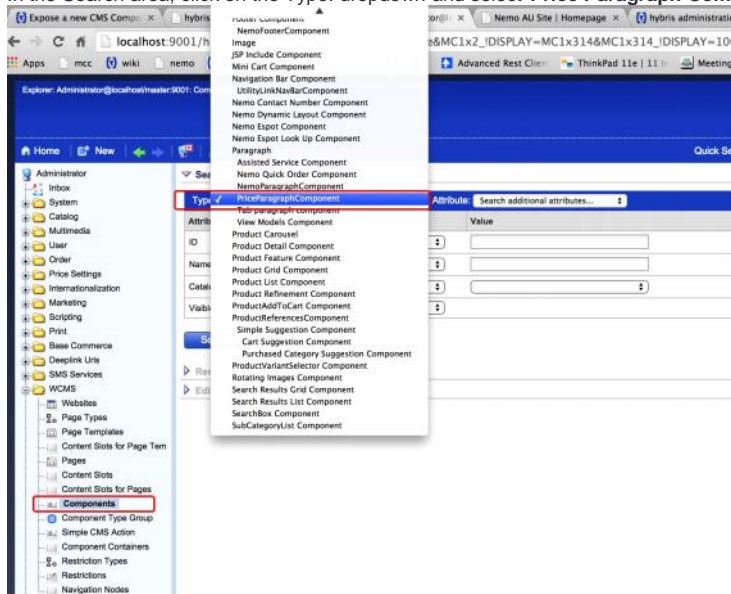 In the Search area, click on the Type: dropdown and select
Expose a new CMS Compo
hybris
Nemo AU Site | Homepage
hybris administrati
localhost:9001/h
e&MC1x2_!DISPLAY=MC1x314&MC1x314_!DISPLAY=10
Apps
mcc
wiki
nemo
Advanced Rest Clien
ThinkPad 11e | 11 I
Meeting
Explorer: Administrator@localhost/master:9001: Com
Home
New
Quick Se
Administrator
Inbox
System
Catalog
Multimedia
User
Order
Price Settings
Internationalization
Marketing
Scripting
Print
Base Commerce
Deeplink Urls
SMS Services
WCMS
Websites
Page Types
Page Templates
Content Slots for Page Tem
Pages
Content Slots
Content Slots for Pages
Components
Component Type Group
Simple CMS Action
Component Containers
Restriction Types
Restrictions
Navigation Nodes
Sea
Type
Attribute:
Search additional attributes...
Attrib
Value
ID
Name
Catalo
Visible
Se
Res
Edi
Footer Component
NemoFooterComponent
Image
JSP Include Component
Mini Cart Component
Navigation Bar Component
UtilityLinkNavBarComponent
Nemo Contact Number Component
Nemo Dynamic Layout Component
Nemo Espot Component
Nemo Espot Look Up Component
Paragraph
Assisted Service Component
Nemo Quick Order Component
NemoParagraphComponent
✓ PriceParagraphComponent
Tab paragraph component
View Models Component
Product Carousel
Product Detail Component
Product Feature Component
Product Grid Component
Product List Component
Product Refinement Component
ProductAddToCart Component
ProductReferencesComponent
Simple Suggestion Component
Cart Suggestion Component
Purchased Category Suggestion Component
ProductVariantSelector Component
Rotating Images Component
Search Results Grid Component
Search Results List Component
SearchBox Component
SubCategoryList Component